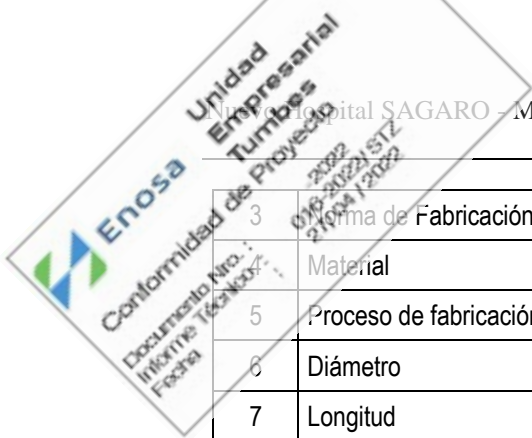 Enosa
Unidad
Empresarial
Tumbes
Conformidad de Proyecto
Documento Nro. : -2022
Informe Técnico : 016-2022/ STZ
Fecha 21/04 / 2022
Nuevo Hospital SAGARO - M
3 Norma de Fabricación
4 Material
5 Proceso de fabricación
6 Diámetro
7 Longitud